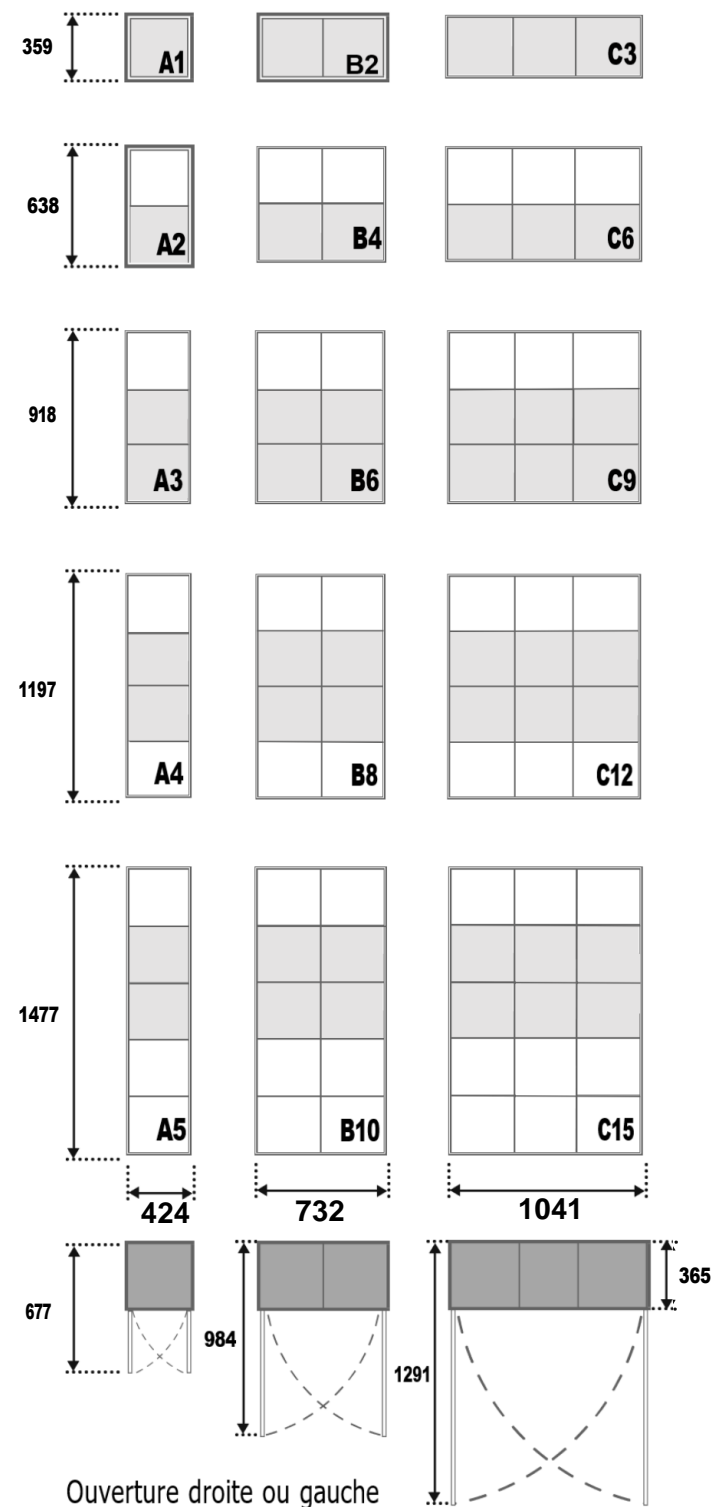 359 A1 B2 C3
638 A2 B4 C6
918 A3 B6 C9
1197 A4 B8 C12
1477 A5 B10 C15
424 732 1041
677 984 1291 365
Ouverture droite ou gauche